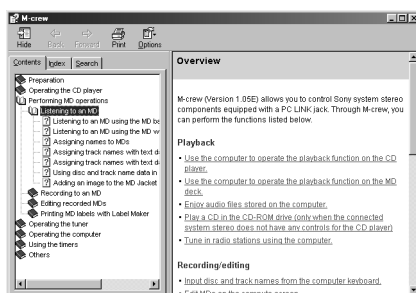 M-crew
Hide
Back
Forward
Print
Options
Contents
Index
Search
Preparation
Operating the CD player
Performing MD operations
Listening to an MD
Listening to an MD using the MD ba
Listening to an MD using the MD w
Assigning names to MDs
Assigning track names with text da
Assigning track names with text da
Using disc and track name data in
Adding an image to the MD Jacket
Recording to an MD
Editing recorded MDs
Printing MD labels with Label Maker
Operating the tuner
Operating the computer
Using the timers
Others
Overview
M-crew (Version 1.05E) allows you to control Sony system stereo
components equipped with a PC LINK jack. Through M-crew, you
can perform the functions listed below.
Playback
• Use the computer to operate the playback function on the CD
player.
• Use the computer to operate the playback function on the MD
deck.
• Enjoy audio files stored on the computer.
• Play a CD in the CD-ROM drive (only when the connected
system stereo does not have any controls for the CD player)
• Tune in radio stations using the computer.
Recording/editing
• Input disc and track names from the computer keyboard.
• Edit MDs on the computer screen.